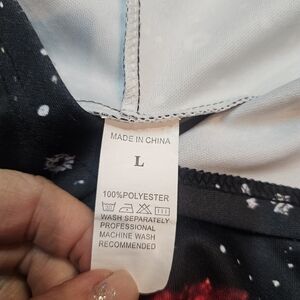 MADE IN CHINA
L
100%POLYESTER
WASH SEPARATELY
PROFESSIONAL
MACHINE WASH
RECOMMENDED